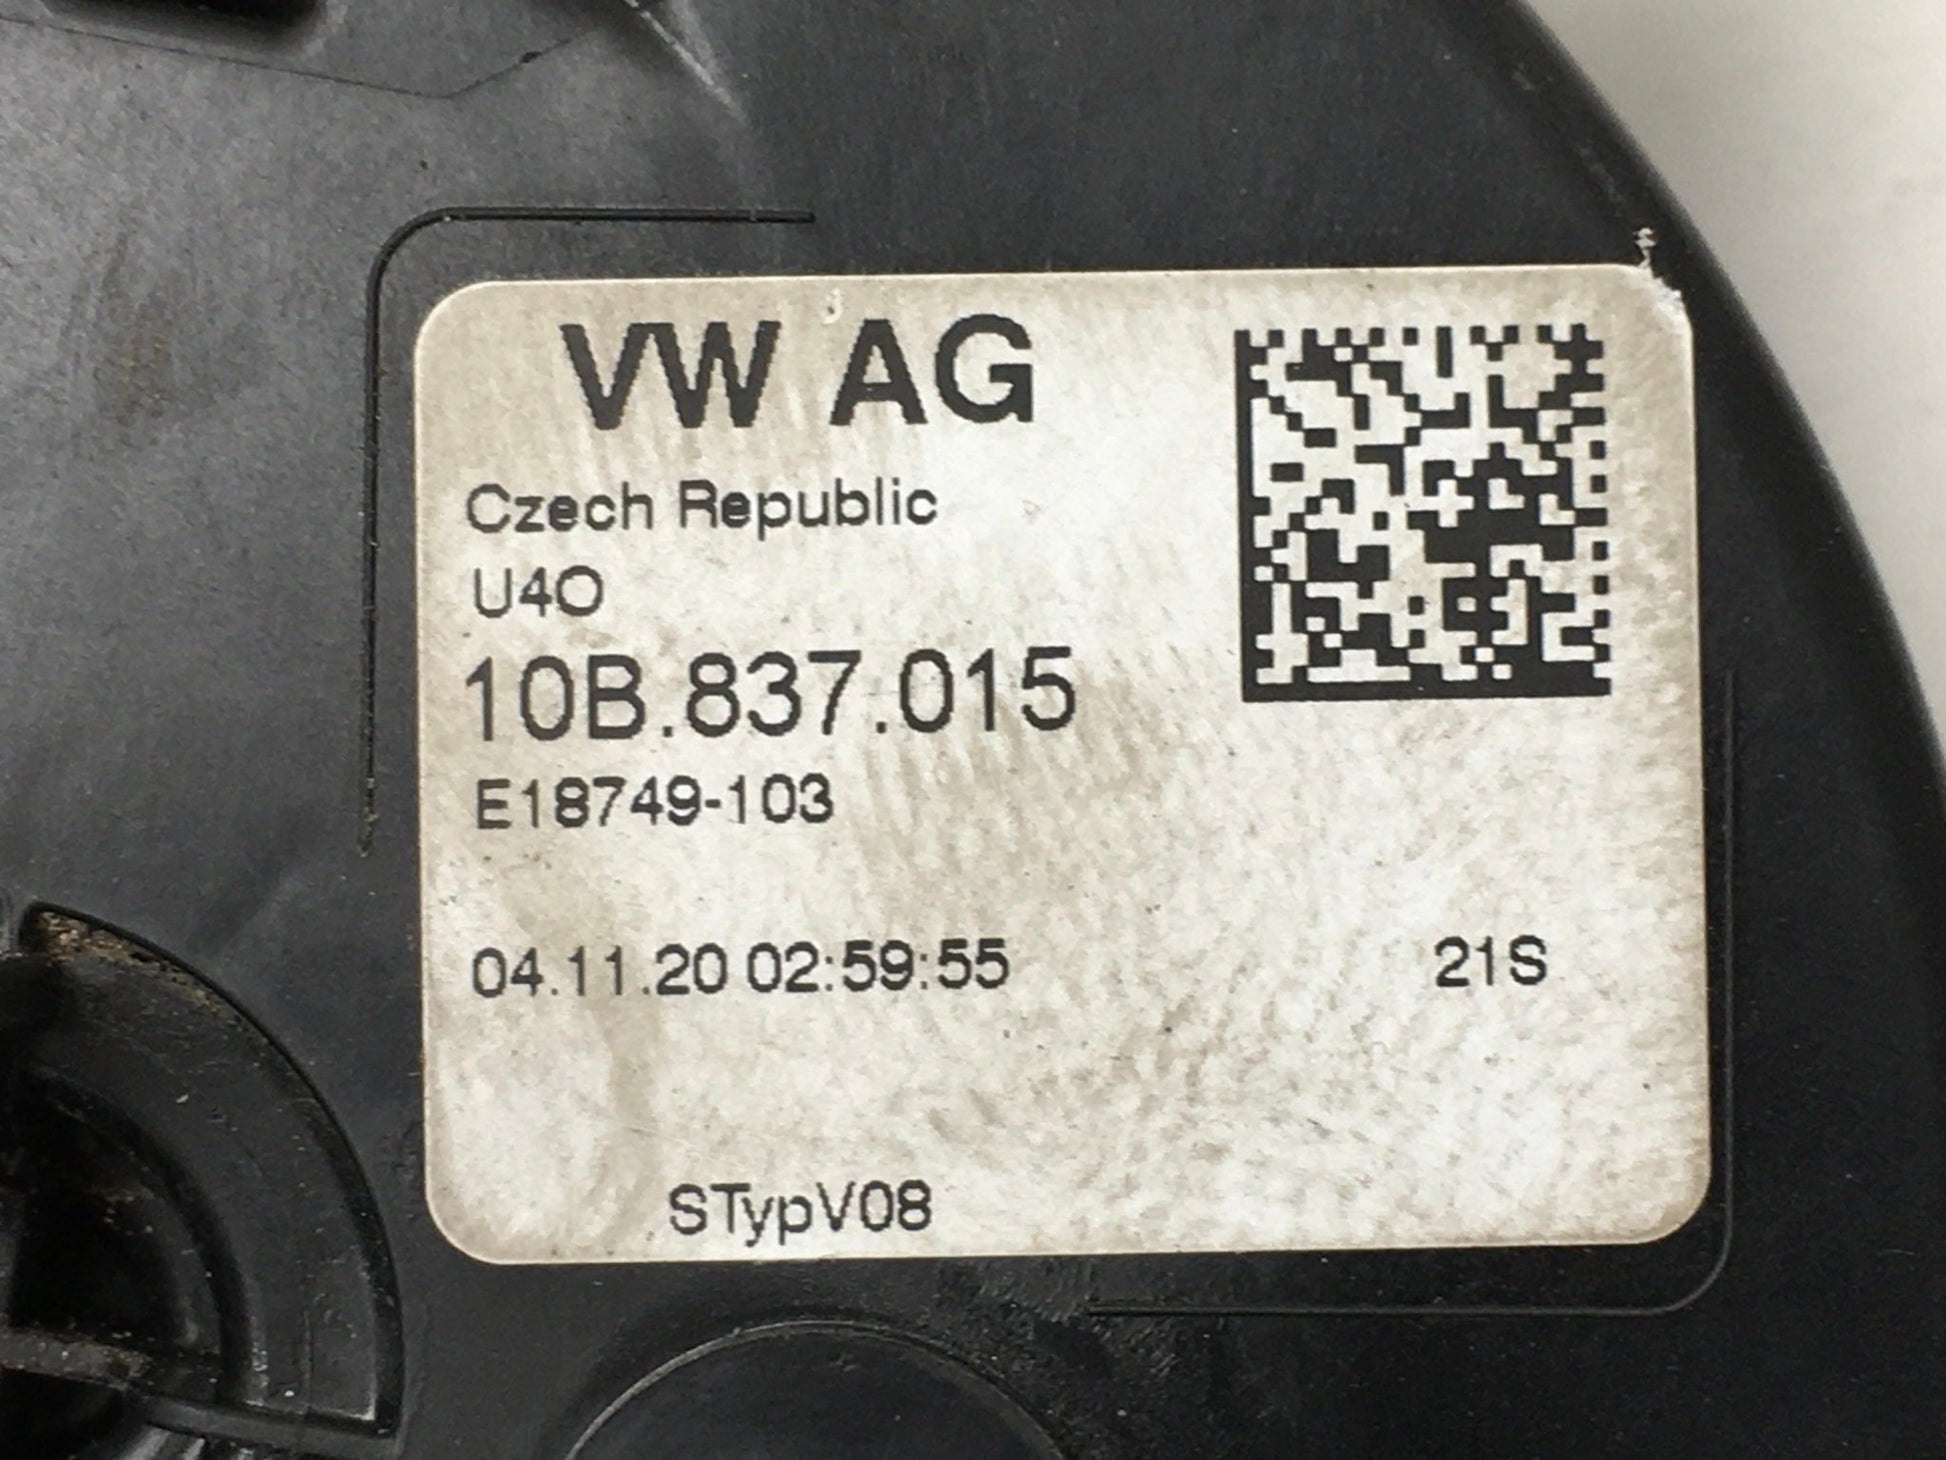 VW AG
Czech Republic
U4O
10B.837.015
E18749-103
04.11.20 02:59:55 21S
STypV08